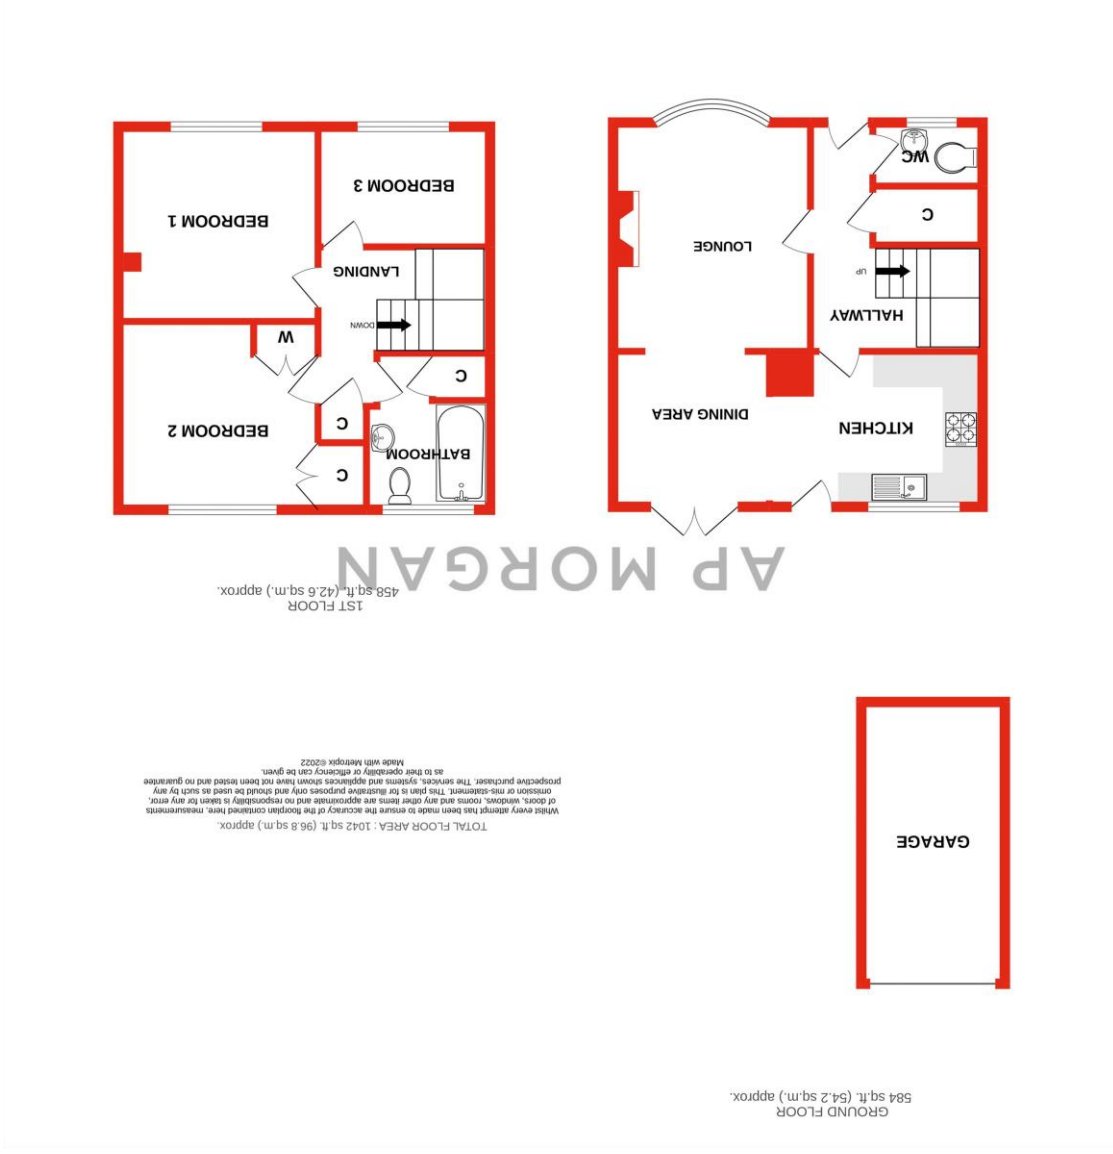 GROUND FLOOR
584 sq.ft. (54.2 sq.m.) approx.
GARAGE
KITCHEN
DINING AREA
HALLWAY
UP
LOUNGE
C
WC
1ST FLOOR
458 sq.ft. (42.6 sq.m.) approx.
C
BATHROOM
BEDROOM 2
C
C
W
DOWN
LANDING
BEDROOM 1
BEDROOM 3
AP MORGAN
TOTAL FLOOR AREA : 1042 sq.ft. (96.8 sq.m.) approx.
Whilst every attempt has been made to ensure the accuracy of the floorplan contained here, measurements
of doors, windows, rooms and any other items are approximate and no responsibility is taken for any error,
omission or mis-statement. This plan is for illustrative purposes only and should be used as such by any
prospective purchaser. The services, systems and appliances shown have not been tested and no guarantee
as to their operability or efficiency can be given.
Made with Metropix ©2022